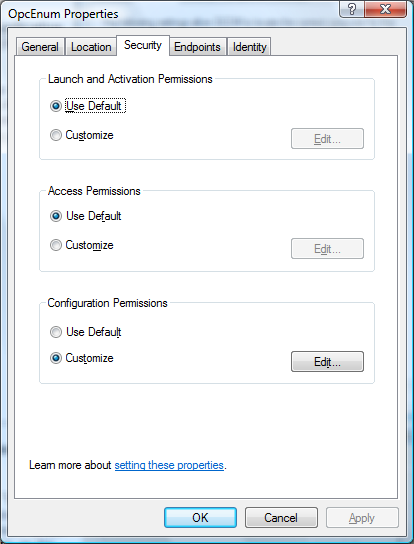 OpcEnum Properties
General Location Security Endpoints Identity
Launch and Activation Permissions
Use Default
Customize Edit...
Access Permissions
Use Default
Customize Edit...
Configuration Permissions
Use Default
Customize Edit...
Learn more about setting these properties.
OK Cancel Apply